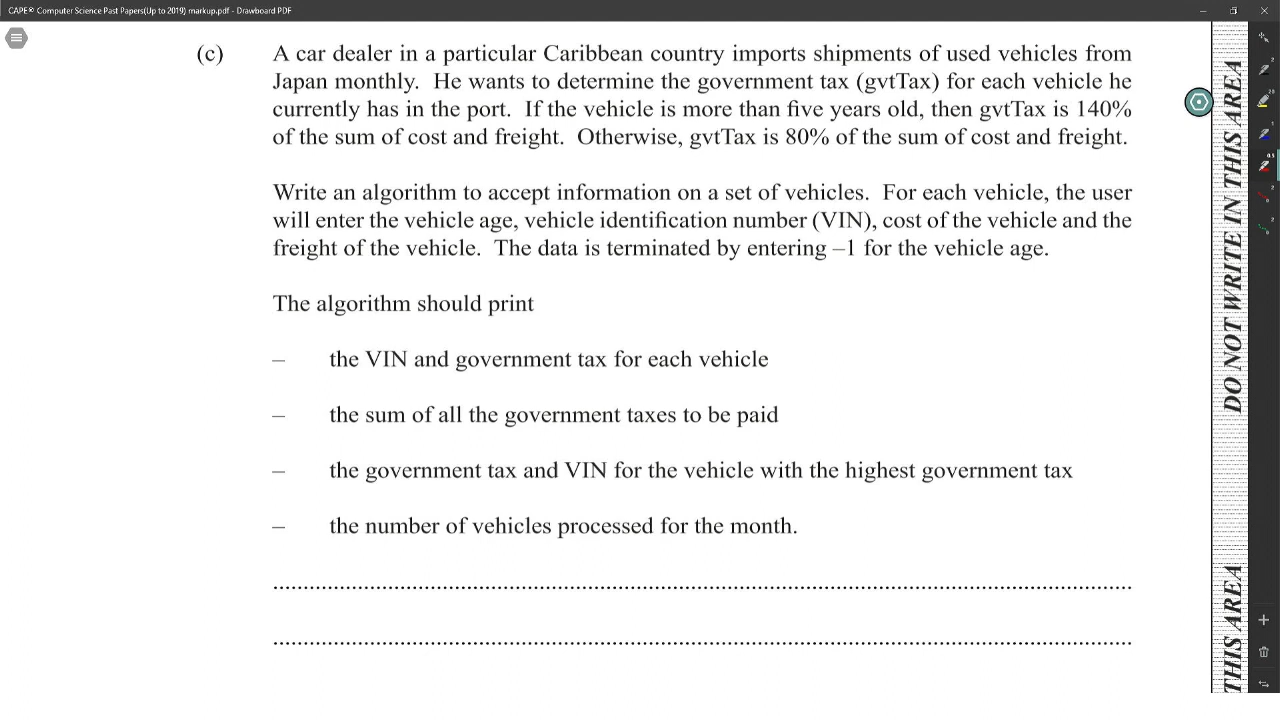 CAPE® Computer Science Past Papers(Up to 2019) markup.pdf - Drawboard PDF
(c) A car dealer in a particular Caribbean country imports shipments of used vehicles from
Japan monthly. He wants to determine the government tax (gvtTax) for each vehicle he
currently has in the port. If the vehicle is more than five years old, then gvtTax is 140%
of the sum of cost and freight. Otherwise, gvtTax is 80% of the sum of cost and freight.
Write an algorithm to accept information on a set of vehicles. For each vehicle, the user
will enter the vehicle age, vehicle identification number (VIN), cost of the vehicle and the
freight of the vehicle. The data is terminated by entering –1 for the vehicle age.
The algorithm should print
– the VIN and government tax for each vehicle
– the sum of all the government taxes to be paid
– the government tax and VIN for the vehicle with the highest government tax
– the number of vehicles processed for the month.
DO NOT WRITE IN THIS AREA
THIS AREA
2
20
1
0.5
2
2